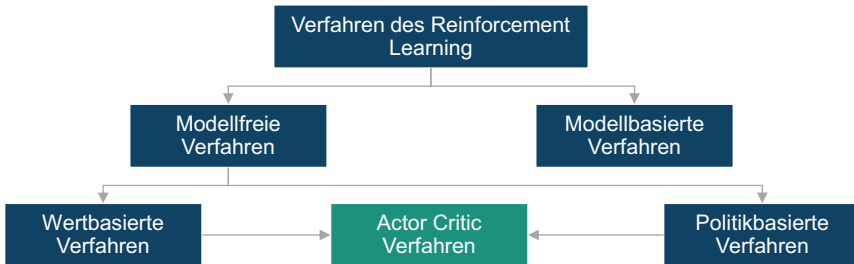 Verfahren des Reinforcement
Learning
Modellfreie
Verfahren
Modellbasierte
Verfahren
Wertbasierte
Verfahren
Actor Critic
Verfahren
Politikbasierte
Verfahren